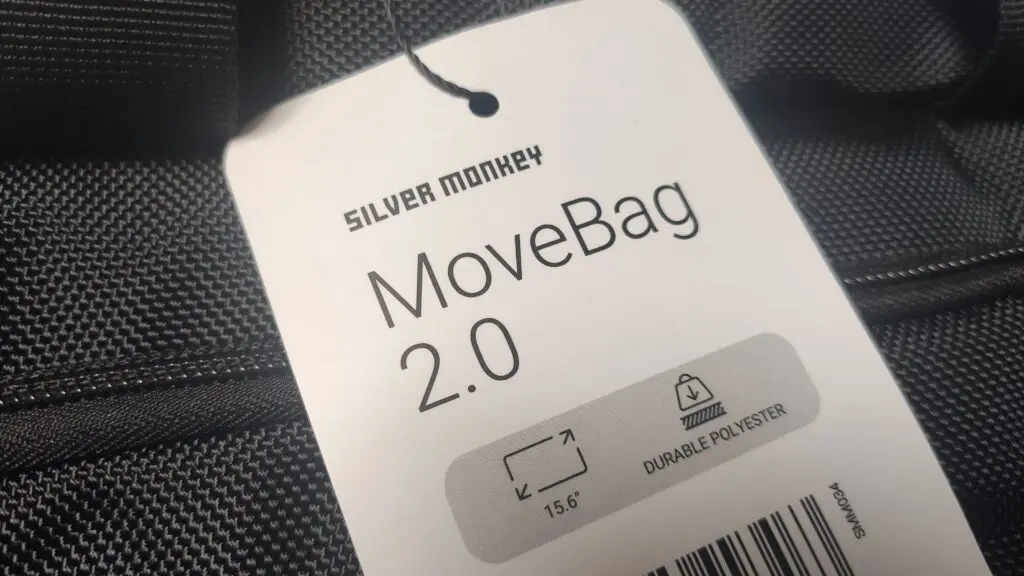 SILVER MONKEY
MoveBag
2.0
15.6"
DURABLE POLYESTER
SMM034